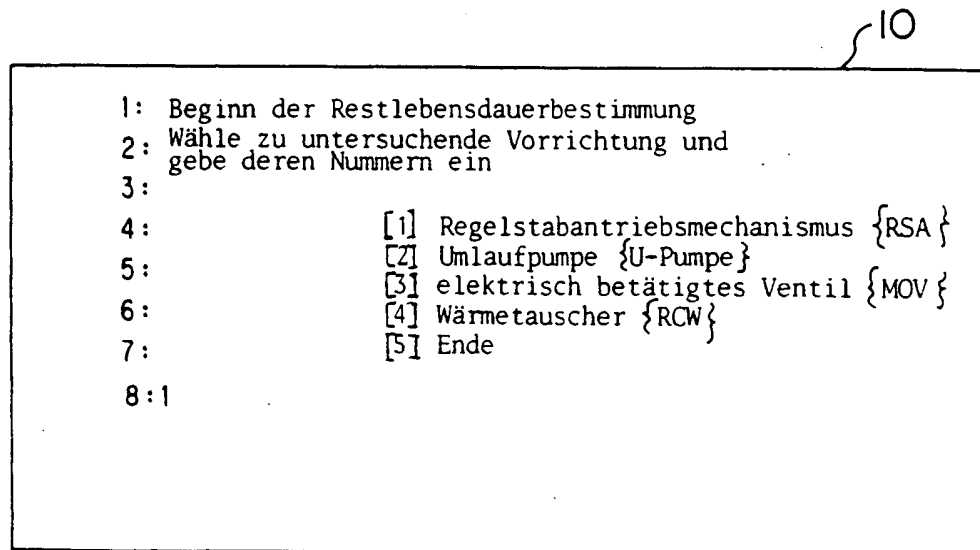 10
1: Beginn der Restlebensdauerbestimmung
2: Wähle zu untersuchende Vorrichtung und
gebe deren Nummern ein
3:
4: [1] Regelstabantriebsmechanismus {RSA}
[2] Umlaufpumpe {U-Pumpe}
5:
[3] elektrisch betätigtes Ventil {MOV}
6: [4] Wärmetauscher {RCW}
7: [5] Ende
8:1